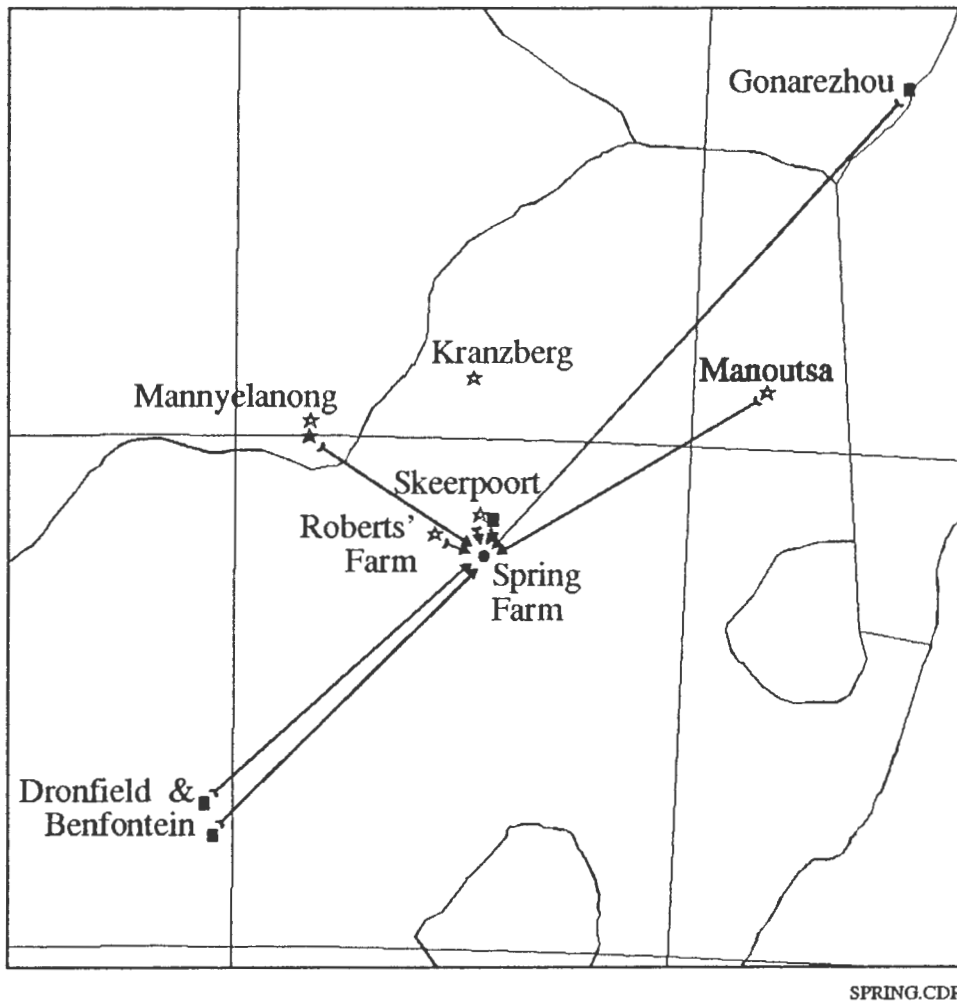 Gonarezhou
Kranzberg
Manoutsa
Mannyelanong
Skeerpoort
Roberts'
Farm
Spring
Farm
Dronfield &
Benfontein
SPRING.CDR